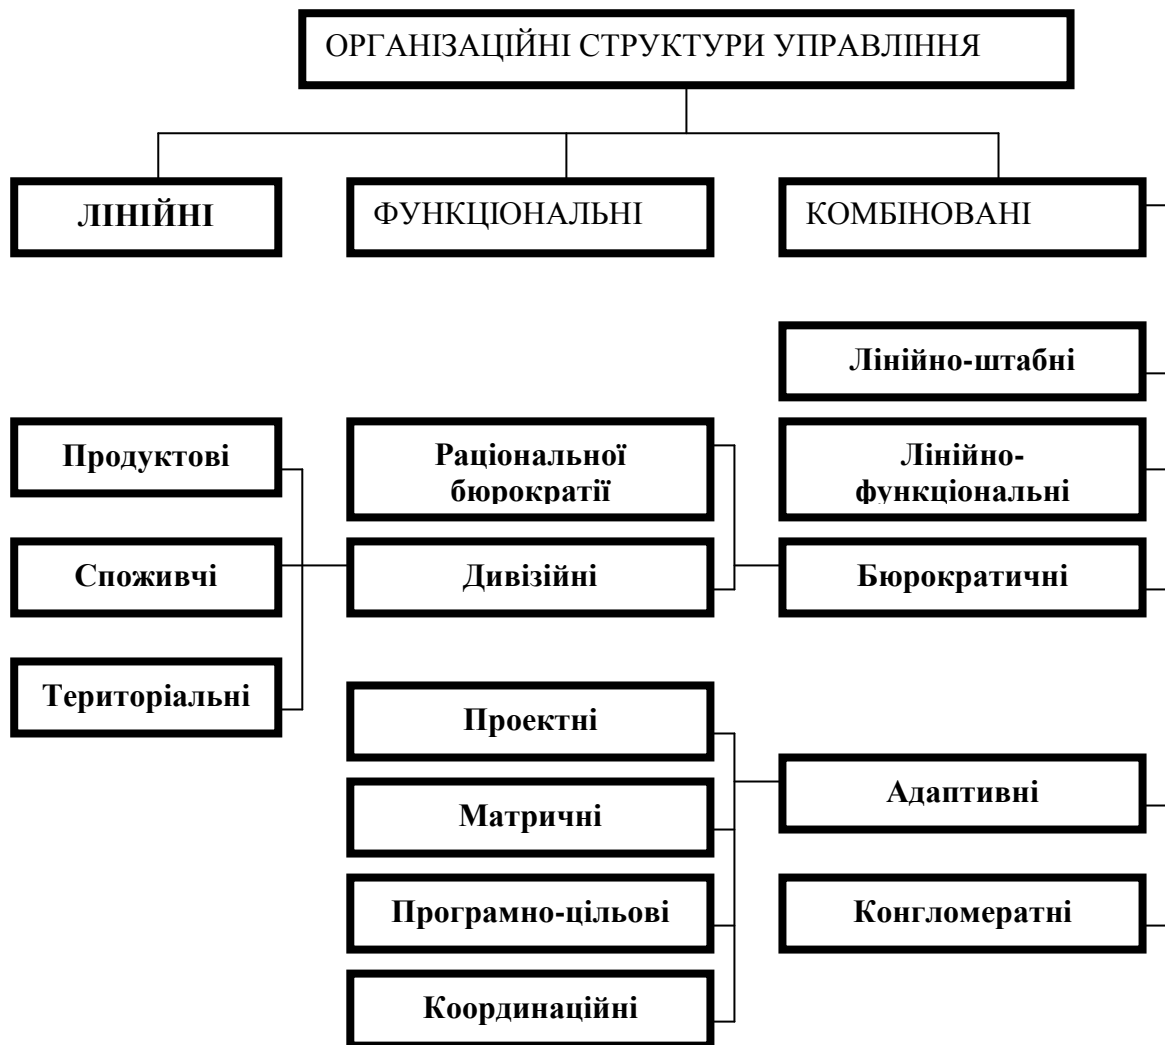 ОРГАНІЗАЦІЙНІ СТРУКТУРИ УПРАВЛІННЯ
ЛІНІЙНІ
ФУНКЦІОНАЛЬНІ
КОМБІНОВАНІ
Лінійно-штабні
Продуктові
Раціональної
бюрократії
Лінійно-
функціональні
Споживчі
Дивізійні
Бюрократичні
Територіальні
Проектні
Адаптивні
Матричні
Програмно-цільові
Конгломератні
Координаційні